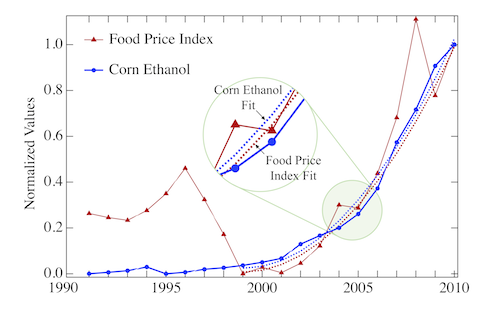 Food Price Index
Corn Ethanol
Corn Ethanol
Fit
Food Price
Index Fit
Normalized Values
1.0
0.8
0.6
0.4
0.2
0.0
1990
1995
2000
2005
2010